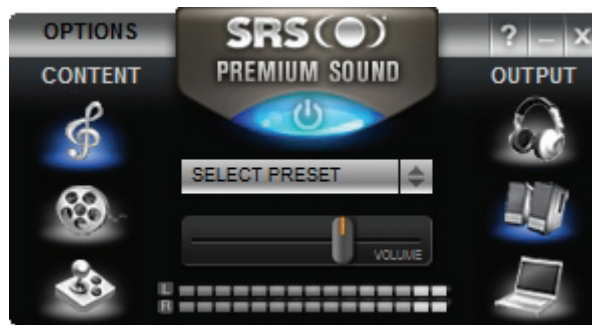 OPTIONS
SRS
? _ x
CONTENT
PREMIUM SOUND
OUTPUT
SELECT PRESET
VOLUME
L
R